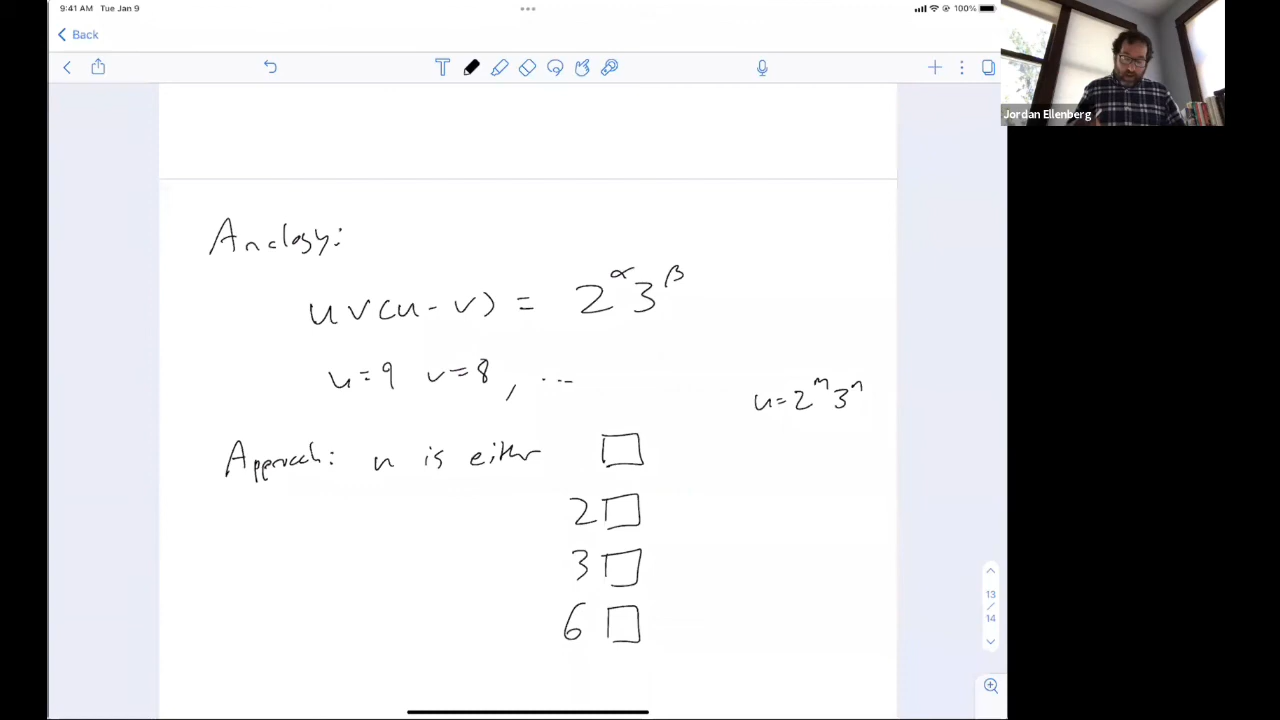 9:41 AM Tue Jan 9
100%
Back
T
Jordan Ellenberg
Analogy:
uv(u-v) = 2^α 3^β
u=9 v=8, ...
u=2^m 3^n
Approach: u is either □
2□
3□
6□
13
/
14